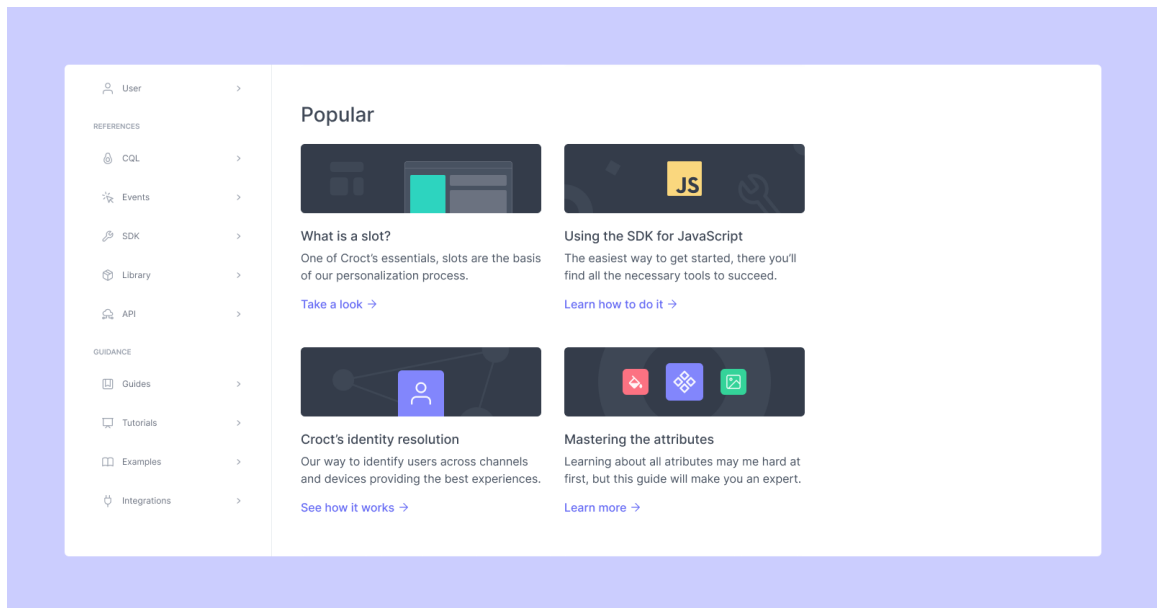 User
REFERENCES
CQL
Events
SDK
Library
API
GUIDANCE
Guides
Tutorials
Examples
Integrations
Popular
JS
What is a slot?
One of Croct’s essentials, slots are the basis
of our personalization process.
Take a look →
Using the SDK for JavaScript
The easiest way to get started, there you’ll
find all the necessary tools to succeed.
Learn how to do it →
Croct’s identity resolution
Our way to identify users across channels
and devices providing the best experiences.
See how it works →
Mastering the attributes
Learning about all atributes may me hard at
first, but this guide will make you an expert.
Learn more →